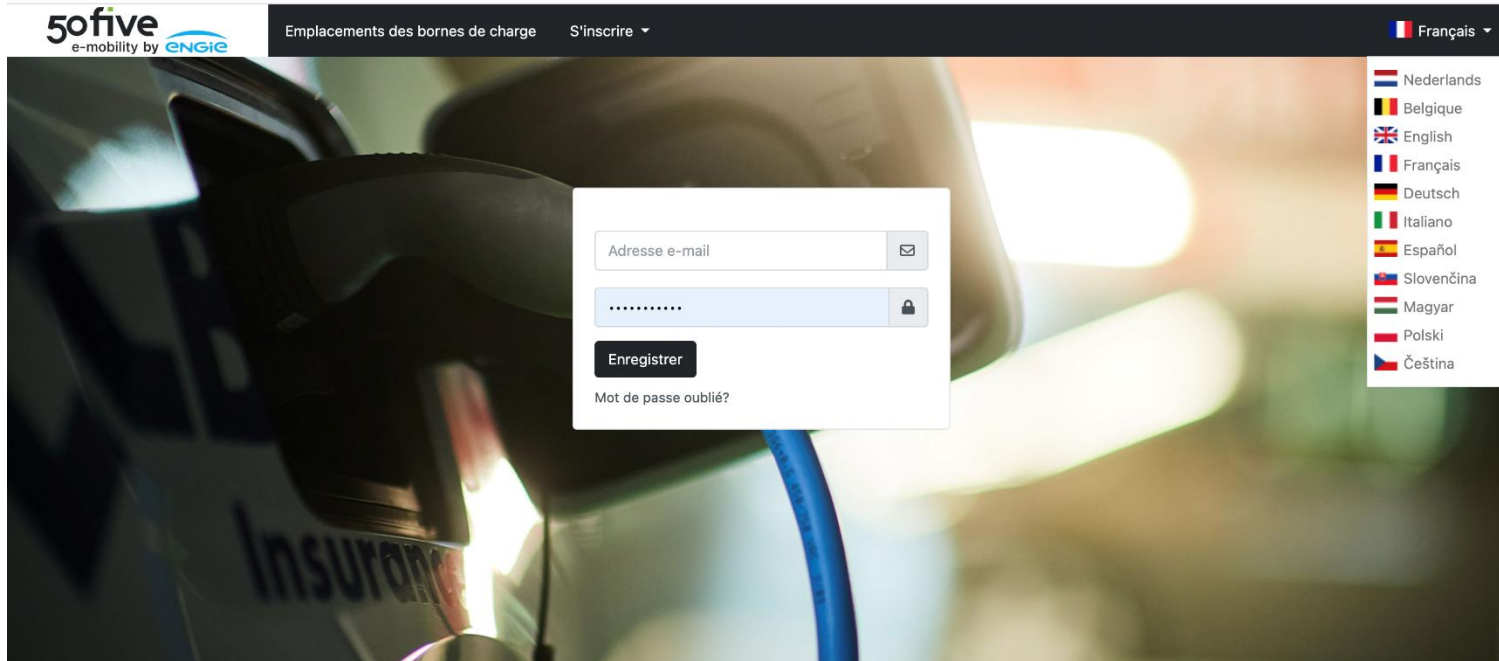 50five
e-mobility by ENGIE
Emplacements des bornes de charge
S'inscrire
Français
Nederlands
Belgique
English
Français
Deutsch
Italiano
Español
Slovenčina
Magyar
Polski
Čeština
Adresse e-mail
•••••••••••
Enregistrer
Mot de passe oublié?